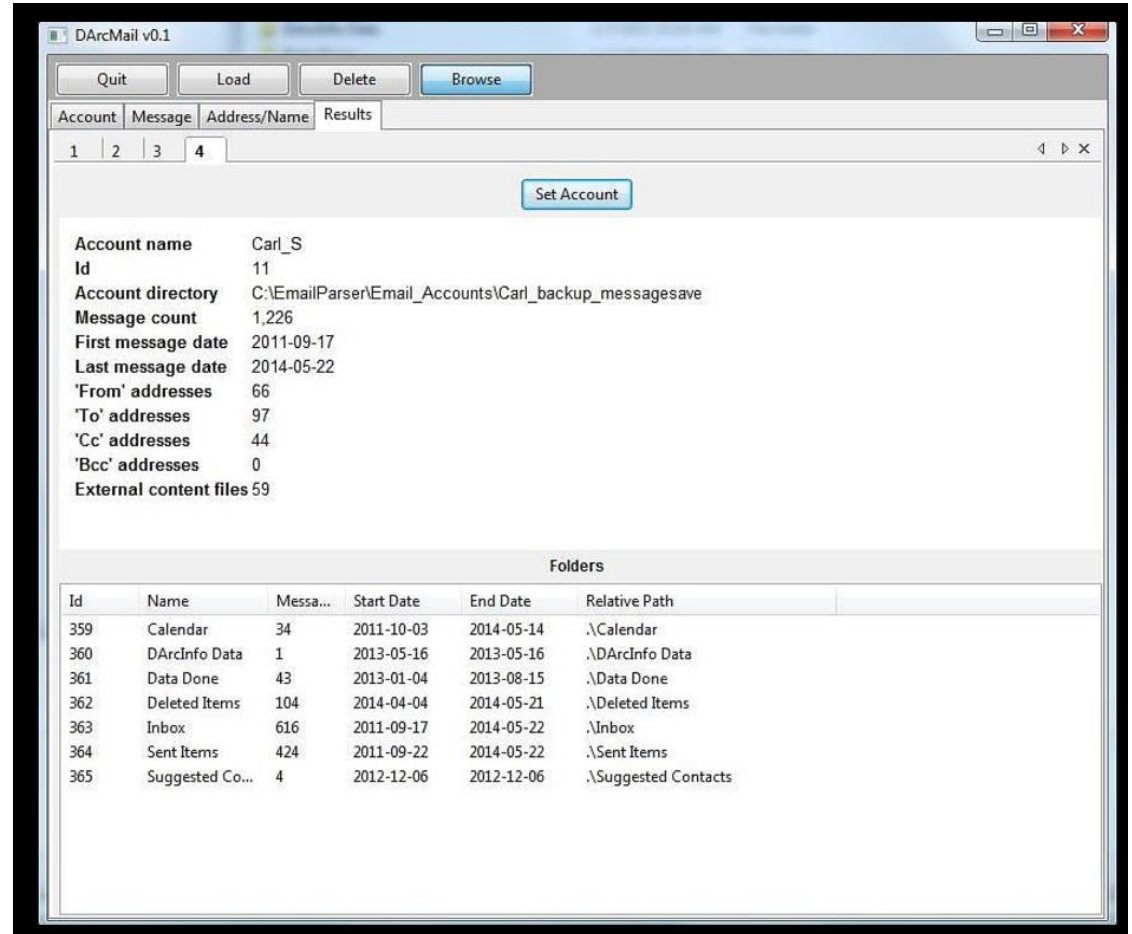 DArcMail v0.1
Quit Load Delete Browse
Account Message Address/Name Results
1 2 3 4
Set Account
Account name Carl_S
Id 11
Account directory C:\EmailParser\Email_Accounts\Carl_backup_messagesave
Message count 1,226
First message date 2011-09-17
Last message date 2014-05-22
'From' addresses 66
'To' addresses 97
'Cc' addresses 44
'Bcc' addresses 0
External content files 59
Folders
Id Name Messa... Start Date End Date Relative Path
359 Calendar 34 2011-10-03 2014-05-14 .\Calendar
360 DArcInfo Data 1 2013-05-16 2013-05-16 .\DArcInfo Data
361 Data Done 43 2013-01-04 2013-08-15 .\Data Done
362 Deleted Items 104 2014-04-04 2014-05-21 .\Deleted Items
363 Inbox 616 2011-09-17 2014-05-22 .\Inbox
364 Sent Items 424 2011-09-22 2014-05-22 .\Sent Items
365 Suggested Co... 4 2012-12-06 2012-12-06 .\Suggested Contacts